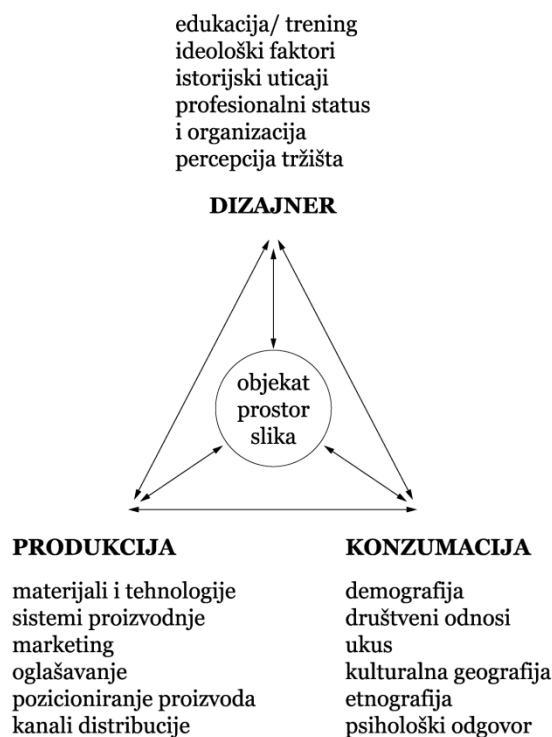 edukacija/ trening
ideološki faktori
istorijski uticaji
profesionalni status
i organizacija
percepcija tržišta
DIZAJNER
objekat
prostor
slika
PRODUKCIJA
materijali i tehnologije
sistemi proizvodnje
marketing
oglašavanje
pozicioniranje proizvoda
kanali distribucije
KONZUMACIJA
demografija
društveni odnosi
ukus
kulturalna geografija
etnografija
psihološki odgovor